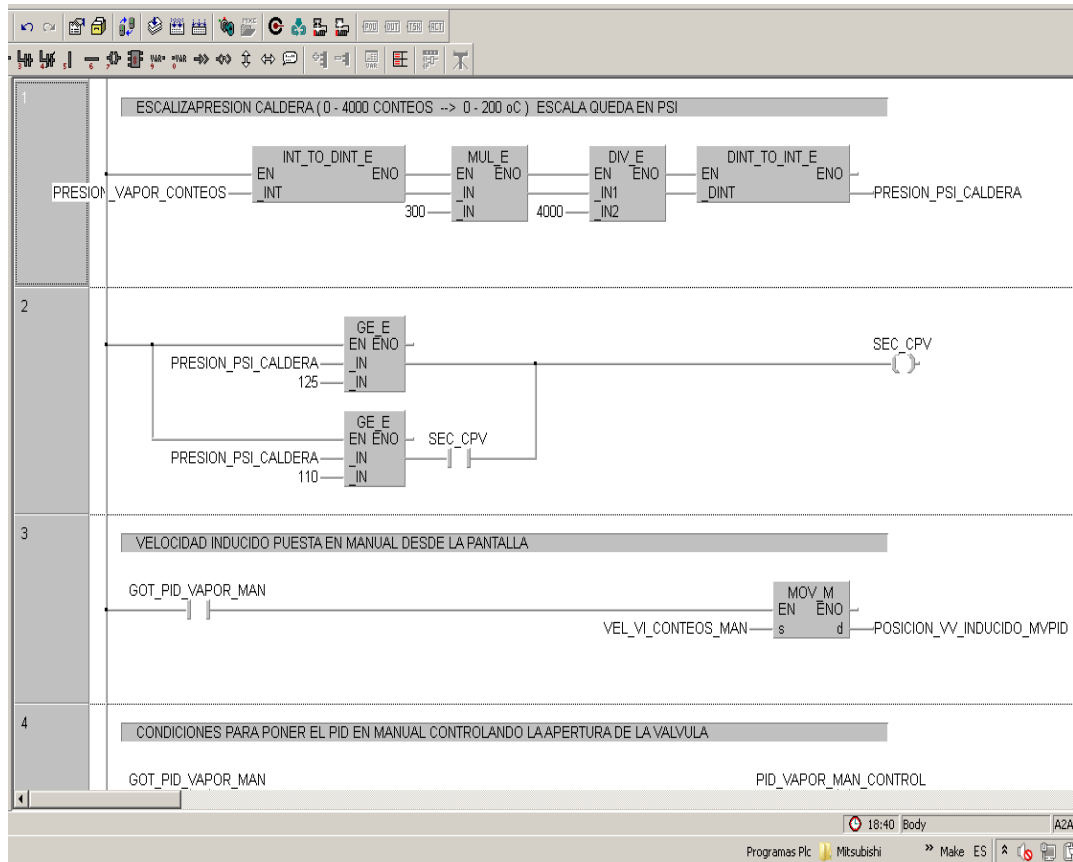 1
ESCALIZAPRESION CALDERA ( 0 - 4000 CONTEOS --> 0 - 200 oC ) ESCALA QUEDA EN PSI
INT_TO_DINT_E
MUL_E
DIV_E
DINT_TO_INT_E
EN ENO
EN ENO
EN ENO
EN ENO
PRESION_VAPOR_CONTEOS
_INT
_IN
_IN1
_DINT
PRESION_PSI_CALDERA
300
_IN
4000
_IN2
2
GE_E
EN ENO
SEC_CPV
PRESION_PSI_CALDERA
_IN
125
_IN
GE_E
EN ENO
SEC_CPV
PRESION_PSI_CALDERA
_IN
110
_IN
3
VELOCIDAD INDUCIDO PUESTA EN MANUAL DESDE LA PANTALLA
GOT_PID_VAPOR_MAN
MOV_M
EN ENO
VEL_VI_CONTEOS_MAN
s d
POSICION_VV_INDUCIDO_MVPID
4
CONDICIONES PARA PONER EL PID EN MANUAL CONTROLANDO LA APERTURA DE LA VALVULA
GOT_PID_VAPOR_MAN
PID_VAPOR_MAN_CONTROL
18:40 Body A2A
Programas Plc Mitsubishi » Make ES